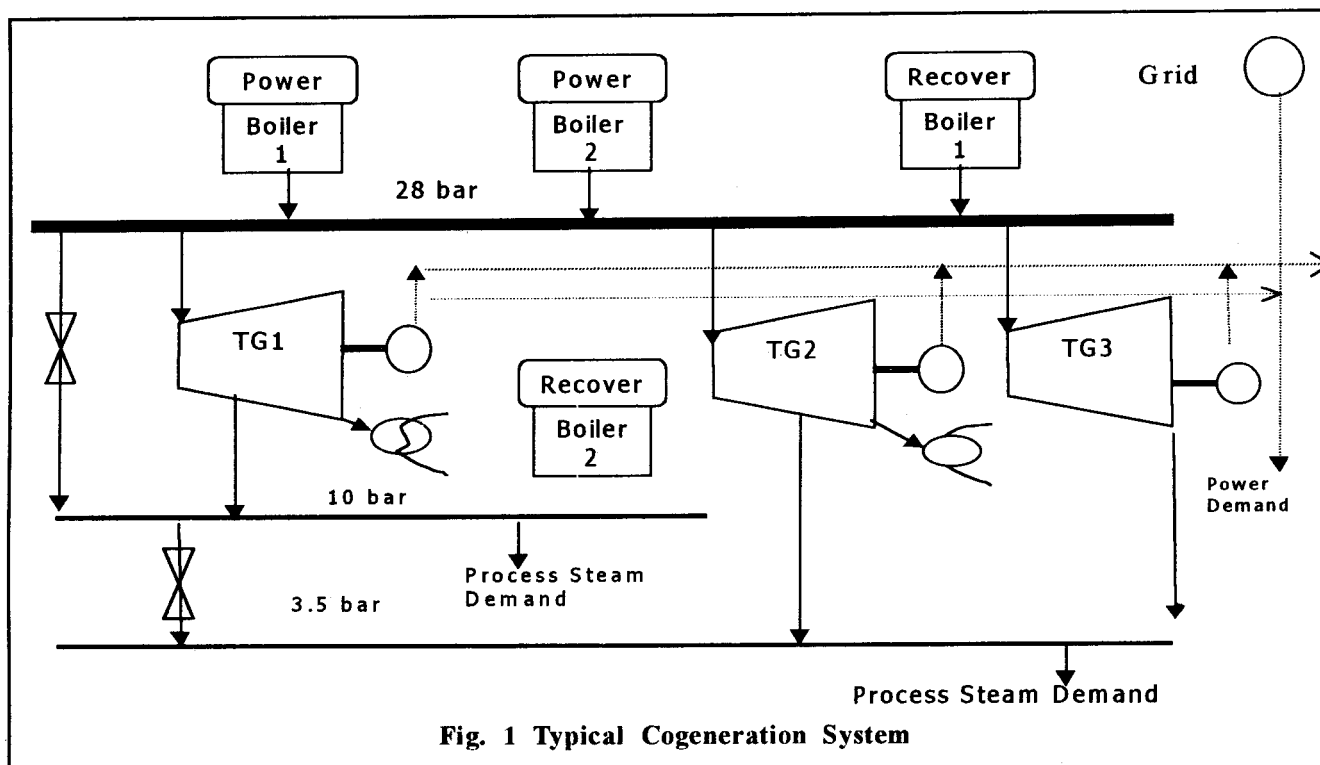 Power
Boiler
1
Power
Boiler
2
Recover
Boiler
1
Grid
28 bar
TG1
TG2
TG3
Recover
Boiler
2
10 bar
Power
Demand
Process Steam
Demand
3.5 bar
Process Steam Demand
Fig. 1 Typical Cogeneration System